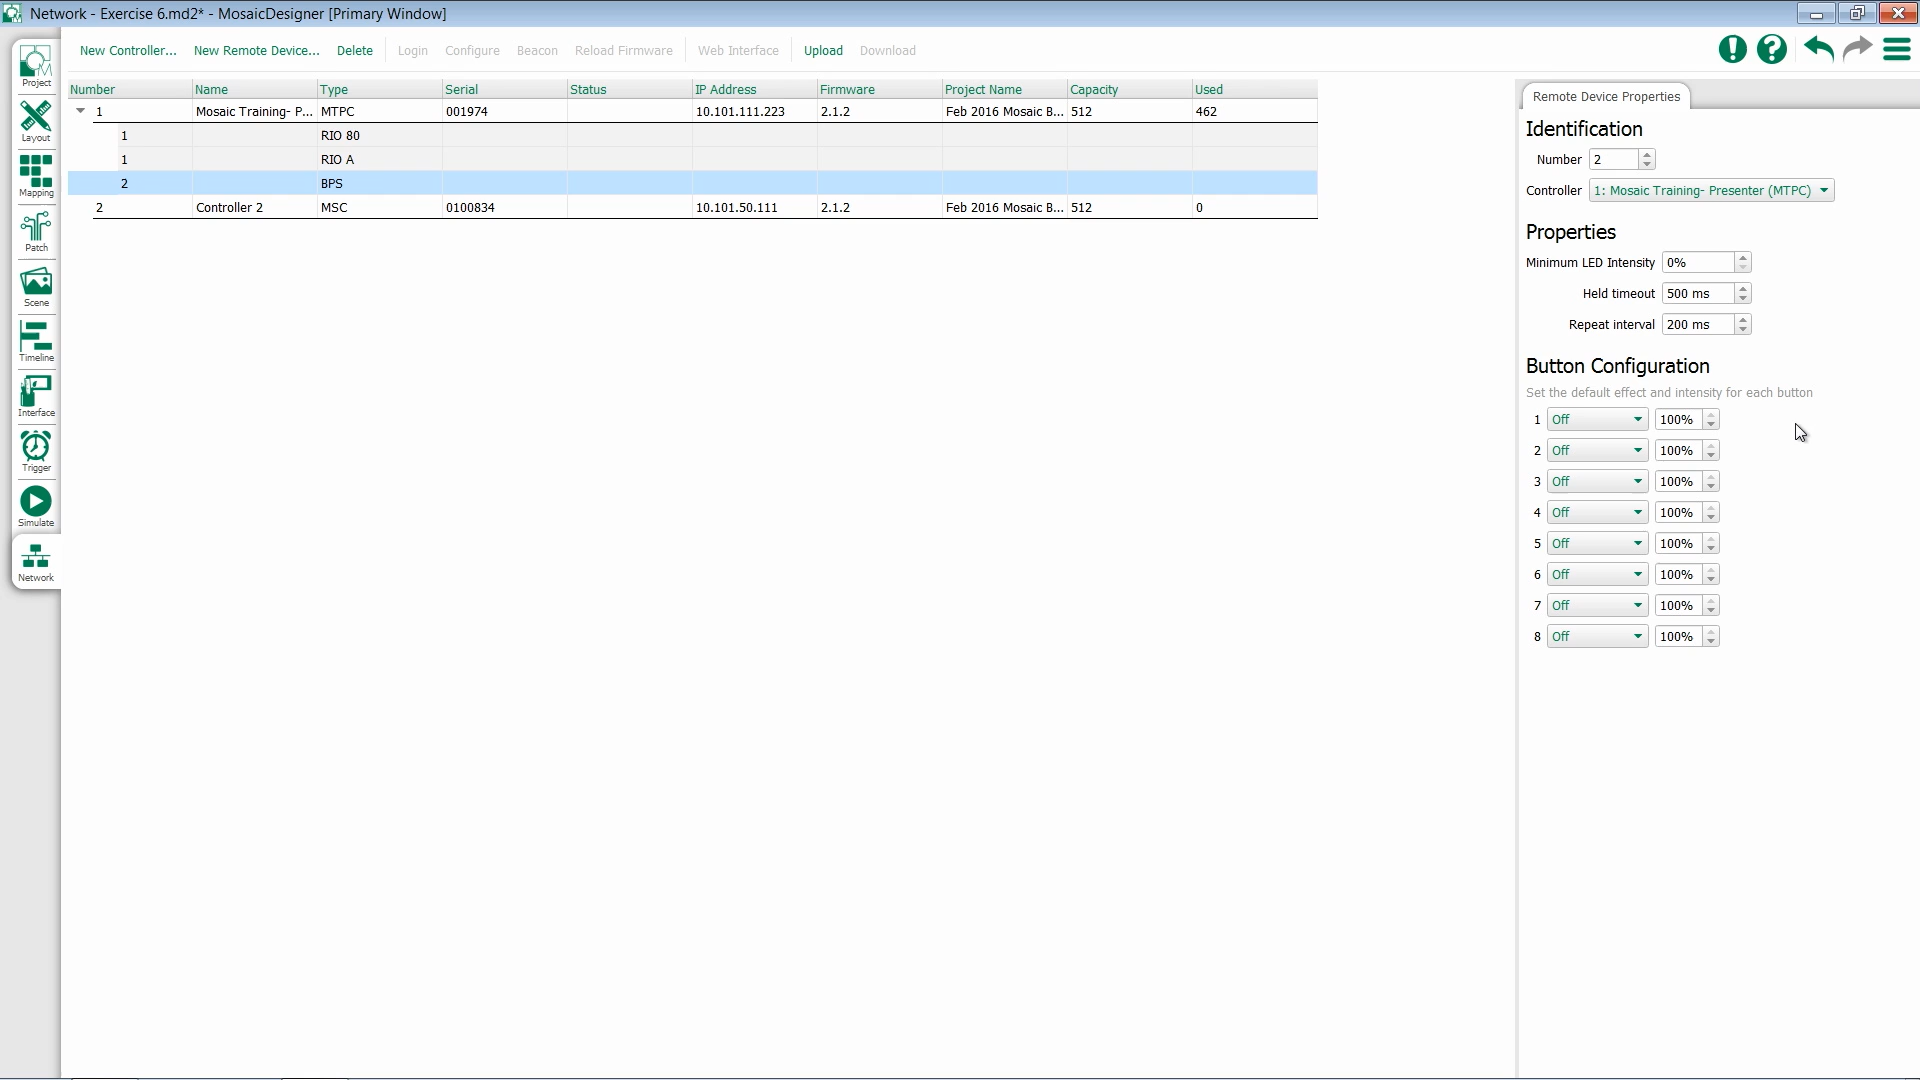 Network - Exercise 6.md2* - MosaicDesigner [Primary Window]
New Controller... New Remote Device... Delete Login Configure Beacon Reload Firmware Web Interface Upload Download
Project
Layout
Mapping
Patch
Scene
Timeline
Interface
Trigger
Simulate
Network
Number Name Type Serial Status IP Address Firmware Project Name Capacity Used
1 Mosaic Training- P... MTPC 001974 10.101.111.223 2.1.2 Feb 2016 Mosaic B... 512 462
1 RIO 80
1 RIO A
2 BPS
2 Controller 2 MSC 0100834 10.101.50.111 2.1.2 Feb 2016 Mosaic B... 512 0
Remote Device Properties
Identification
Number 2
Controller 1: Mosaic Training- Presenter (MTPC)
Properties
Minimum LED Intensity 0%
Held timeout 500 ms
Repeat interval 200 ms
Button Configuration
Set the default effect and intensity for each button
1 Off 100%
2 Off 100%
3 Off 100%
4 Off 100%
5 Off 100%
6 Off 100%
7 Off 100%
8 Off 100%